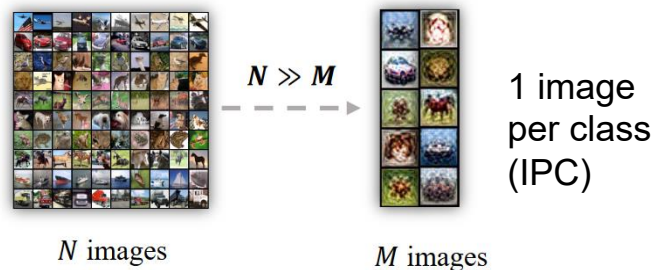 N ≫ M
1 image
per class
(IPC)
N images
M images